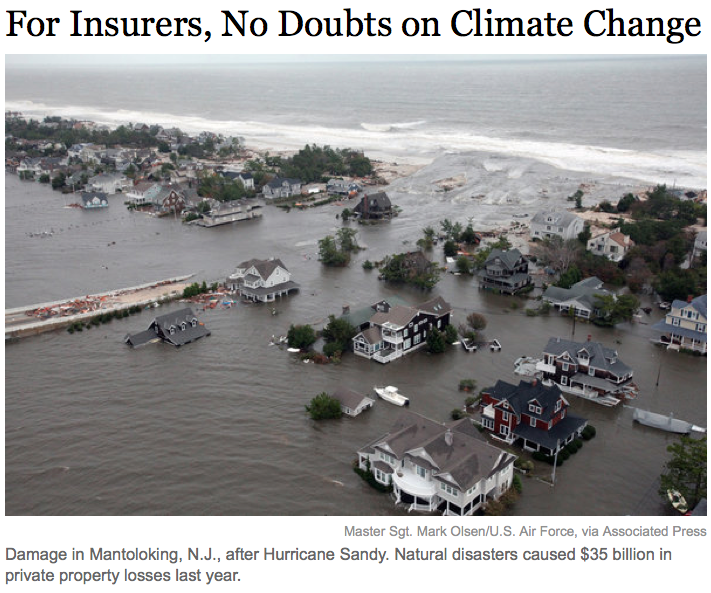 For Insurers, No Doubts on Climate Change
Master Sgt. Mark Olsen/U.S. Air Force, via Associated Press
Damage in Mantoloking, N.J., after Hurricane Sandy. Natural disasters caused $35 billion in
private property losses last year.